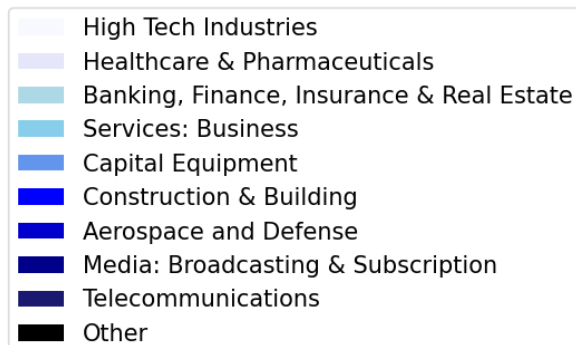 High Tech Industries
Healthcare & Pharmaceuticals
Banking, Finance, Insurance & Real Estate
Services: Business
Capital Equipment
Construction & Building
Aerospace and Defense
Media: Broadcasting & Subscription
Telecommunications
Other